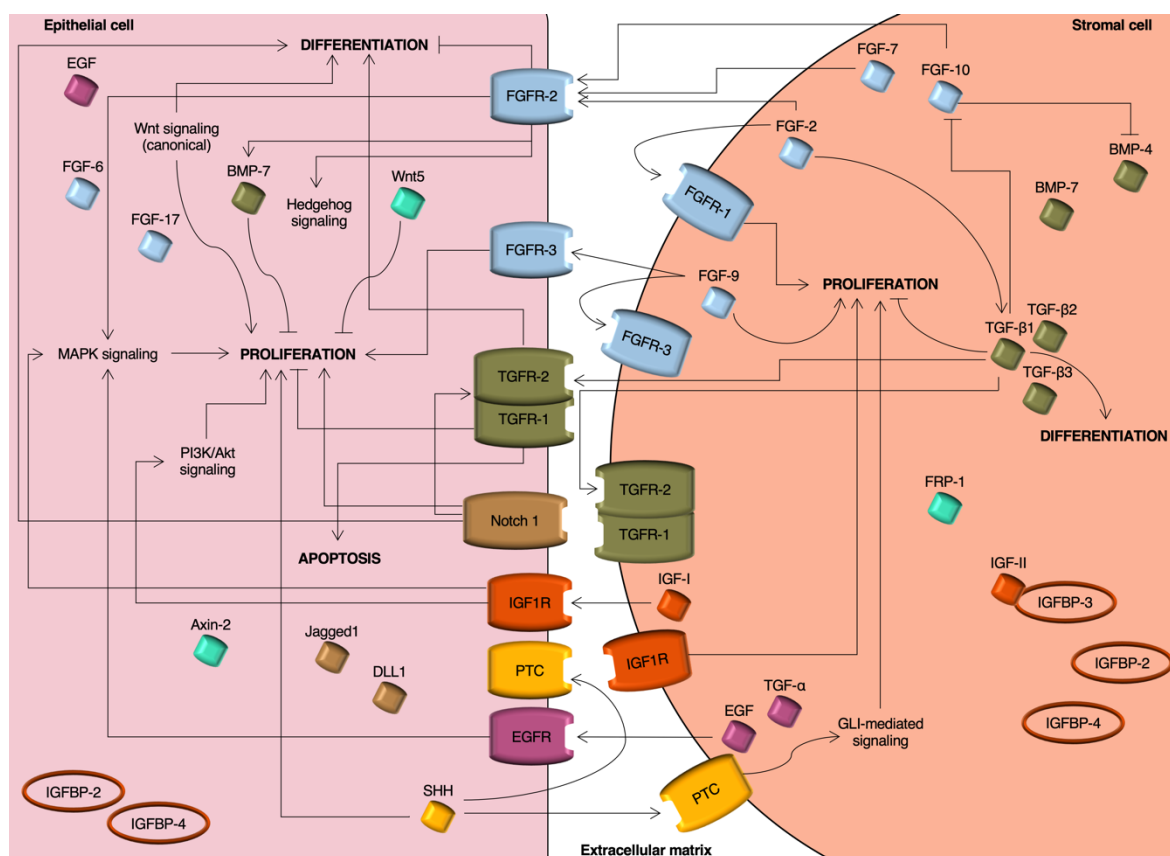 Epithelial cell
DIFFERENTIATION
EGF
FGFR-2
Wnt signaling
(canonical)
FGF-6
BMP-7
Wnt5
Hedgehog
signaling
FGF-17
FGFR-3
MAPK signaling
PROLIFERATION
TGFR-2
TGFR-1
PI3K/Akt
signaling
Notch 1
APOPTOSIS
IGF1R
Axin-2
Jagged1
PTC
DLL1
EGFR
IGFBP-2
SHH
IGFBP-4
Stromal cell
FGF-7
FGF-10
FGF-2
BMP-4
FGFR-1
BMP-7
FGF-9
PROLIFERATION
TGF-β2
TGF-β1
FGFR-3
TGF-β3
DIFFERENTIATION
TGFR-2
FRP-1
TGFR-1
IGF-I
IGF-II
IGFBP-3
IGF1R
IGFBP-2
TGF-α
EGF
GLI-mediated
signaling
IGFBP-4
PTC
Extracellular matrix